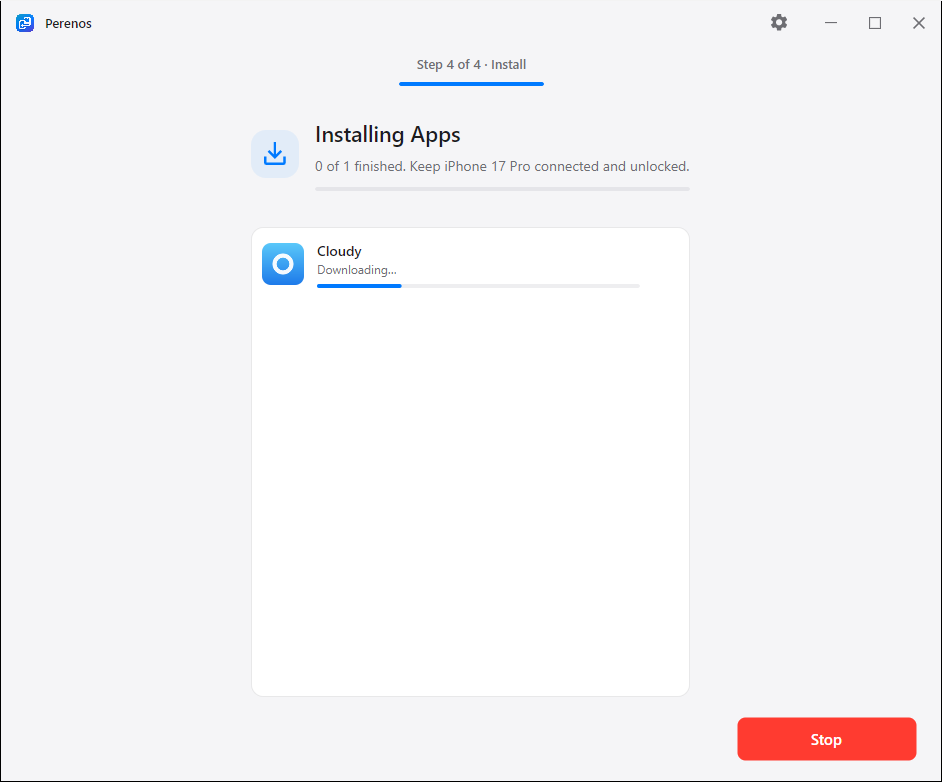 Perenos
Step 4 of 4 · Install
Installing Apps
0 of 1 finished. Keep iPhone 17 Pro connected and unlocked.
Cloudy
Downloading...
Stop